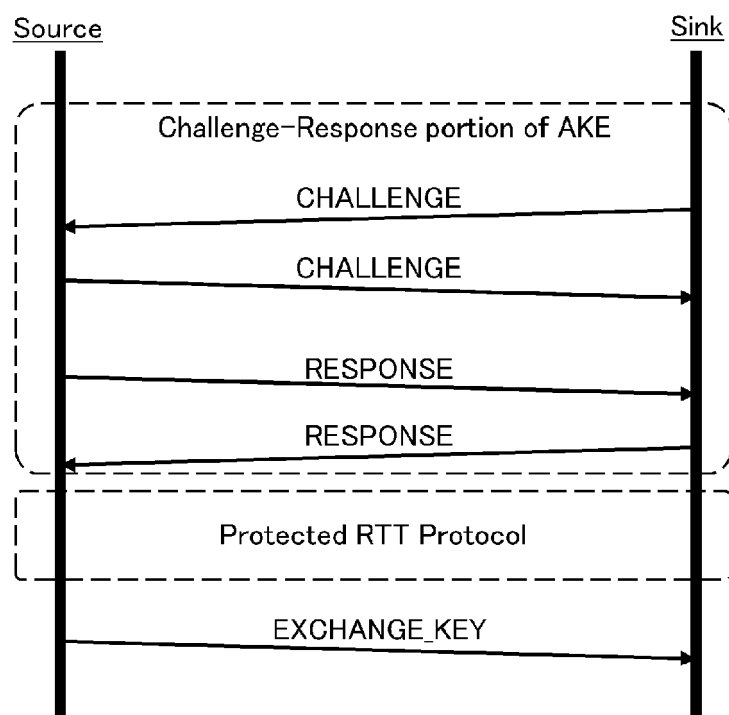 Source
Sink
Challenge-Response portion of AKE
CHALLENGE
CHALLENGE
RESPONSE
RESPONSE
Protected RTT Protocol
EXCHANGE_KEY